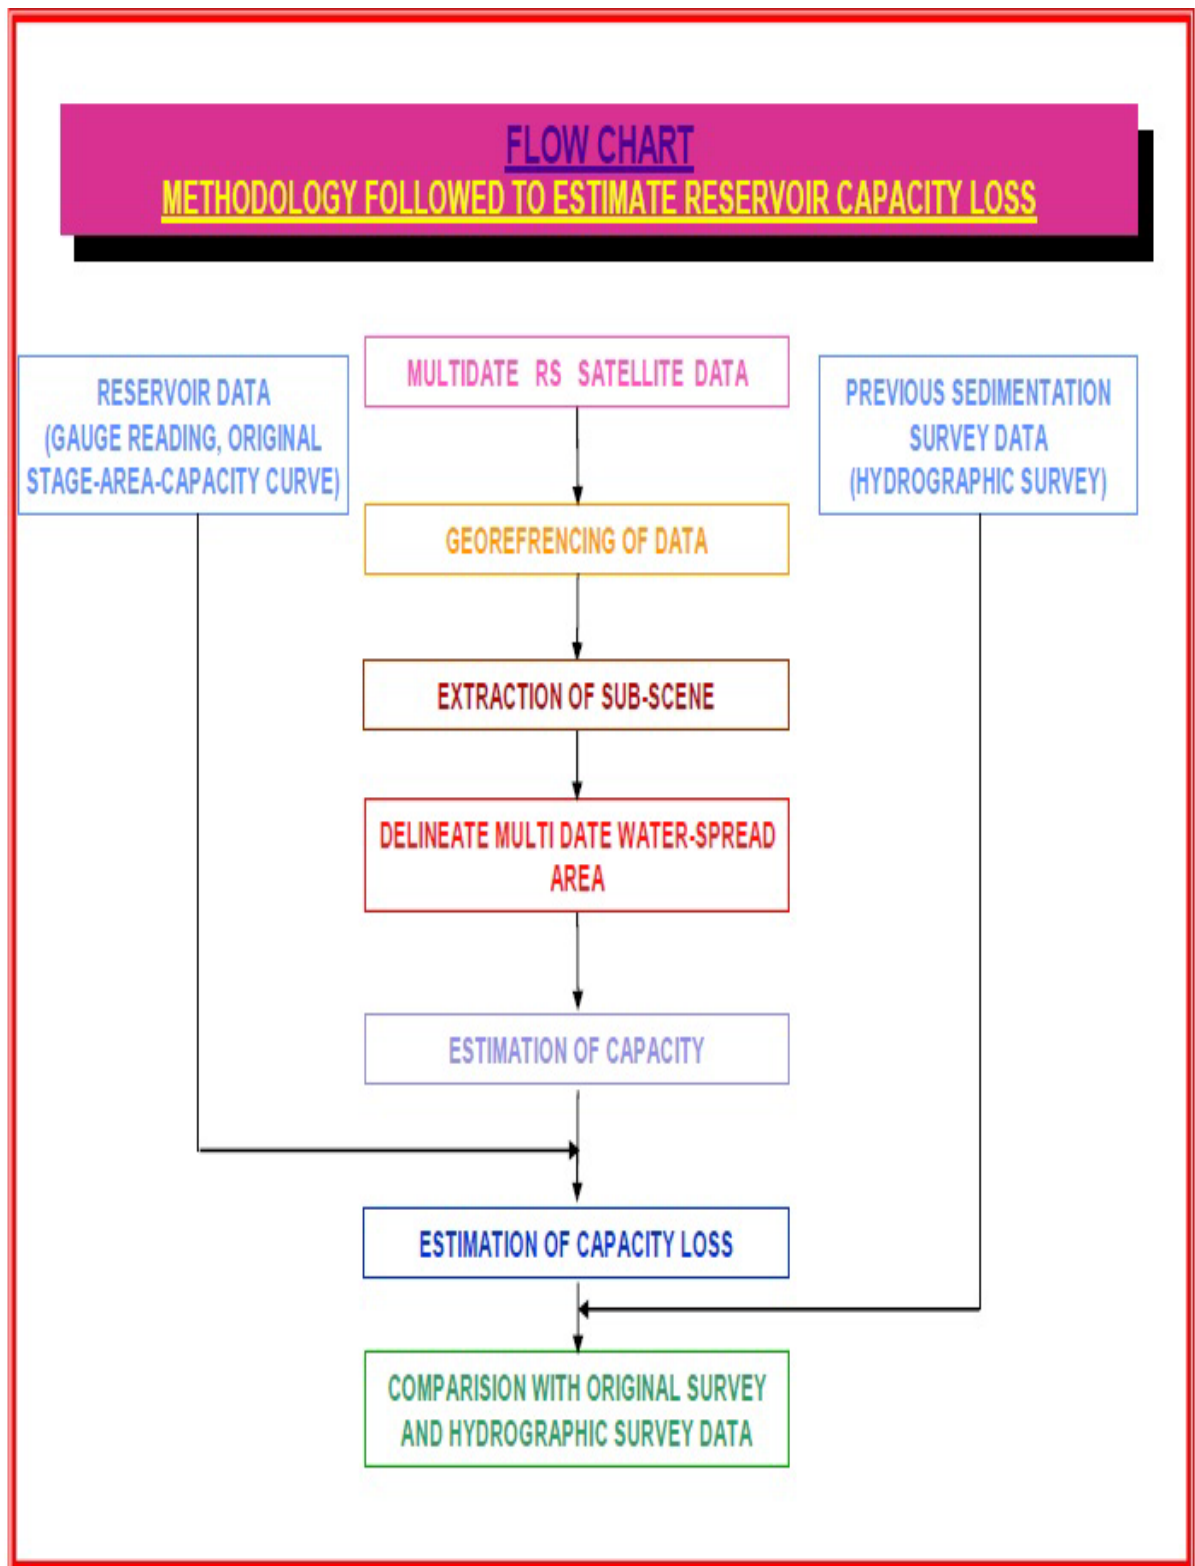 FLOW CHART
METHODOLOGY FOLLOWED TO ESTIMATE RESERVOIR CAPACITY LOSS
RESERVOIR DATA
(GAUGE READING, ORIGINAL
STAGE-AREA-CAPACITY CURVE)
MULTIDATE RS SATELLITE DATA
PREVIOUS SEDIMENTATION
SURVEY DATA
(HYDROGRAPHIC SURVEY)
GEOREFRENCING OF DATA
EXTRACTION OF SUB-SCENE
DELINEATE MULTI DATE WATER-SPREAD
AREA
ESTIMATION OF CAPACITY
ESTIMATION OF CAPACITY LOSS
COMPARISION WITH ORIGINAL SURVEY
AND HYDROGRAPHIC SURVEY DATA